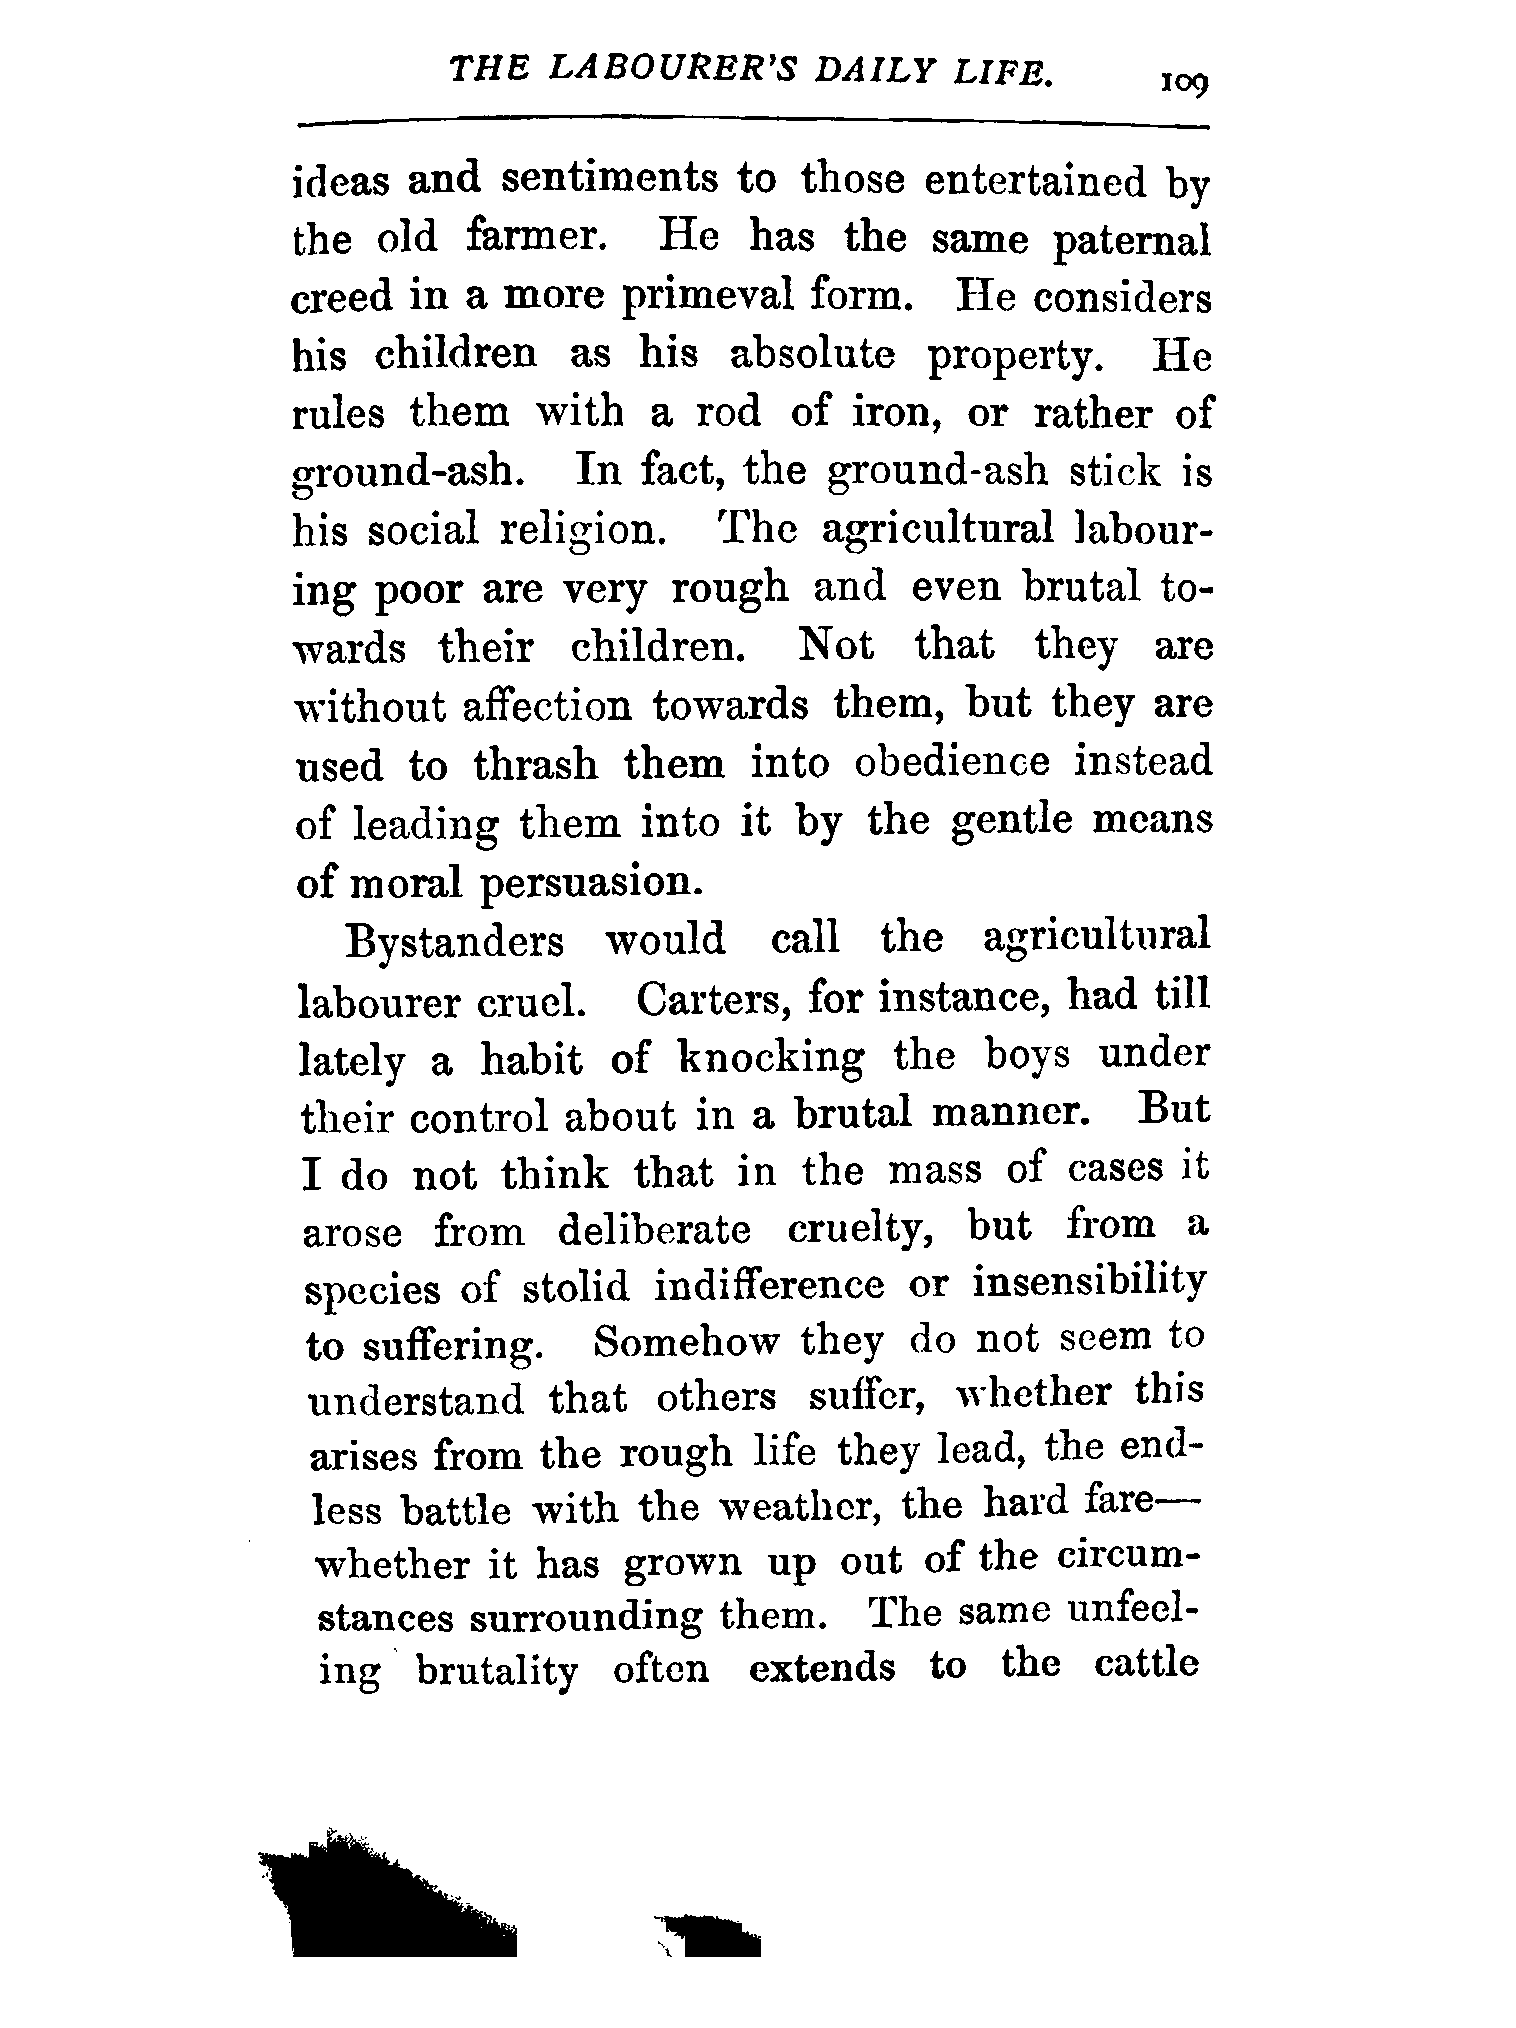 THE LABOURER'S DAILY LIFE. 109
ideas and sentiments to those entertained by
the old farmer. He has the same paternal
creed in a more primeval form. He considers
his children as his absolute property. He
rules them with a rod of iron, or rather of
ground-ash. In fact, the ground-ash stick is
his social religion. The agricultural labour-
ing poor are very rough and even brutal to-
wards their children. Not that they are
without affection towards them, but they are
used to thrash them into obedience instead
of leading them into it by the gentle means
of moral persuasion.
Bystanders would call the agricultural
labourer cruel. Carters, for instance, had till
lately a habit of knocking the boys under
their control about in a brutal manner. But
I do not think that in the mass of cases it
arose from deliberate cruelty, but from a
species of stolid indifference or insensibility
to suffering. Somehow they do not seem to
understand that others suffer, whether this
arises from the rough life they lead, the end-
less battle with the weather, the hard fare—
whether it has grown up out of the circum-
stances surrounding them. The same unfeel-
ing brutality often extends to the cattle